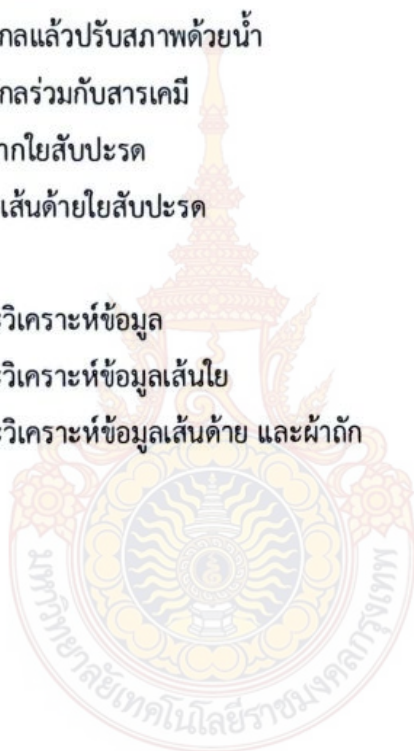 กลแล้วปรับสภาพด้วยน้ำ
กลร่วมกับสารเคมี
ากใยสับปะรด
เส้นด้ายใยสับปะรด
ะวิเคราะห์ข้อมูล
ะวิเคราะห์ข้อมูลเส้นใย
ะวิเคราะห์ข้อมูลเส้นด้าย และผ้าถัก
มหาวิทยาลัยเทคโนโลยีราชมงคลกรุงเทพ